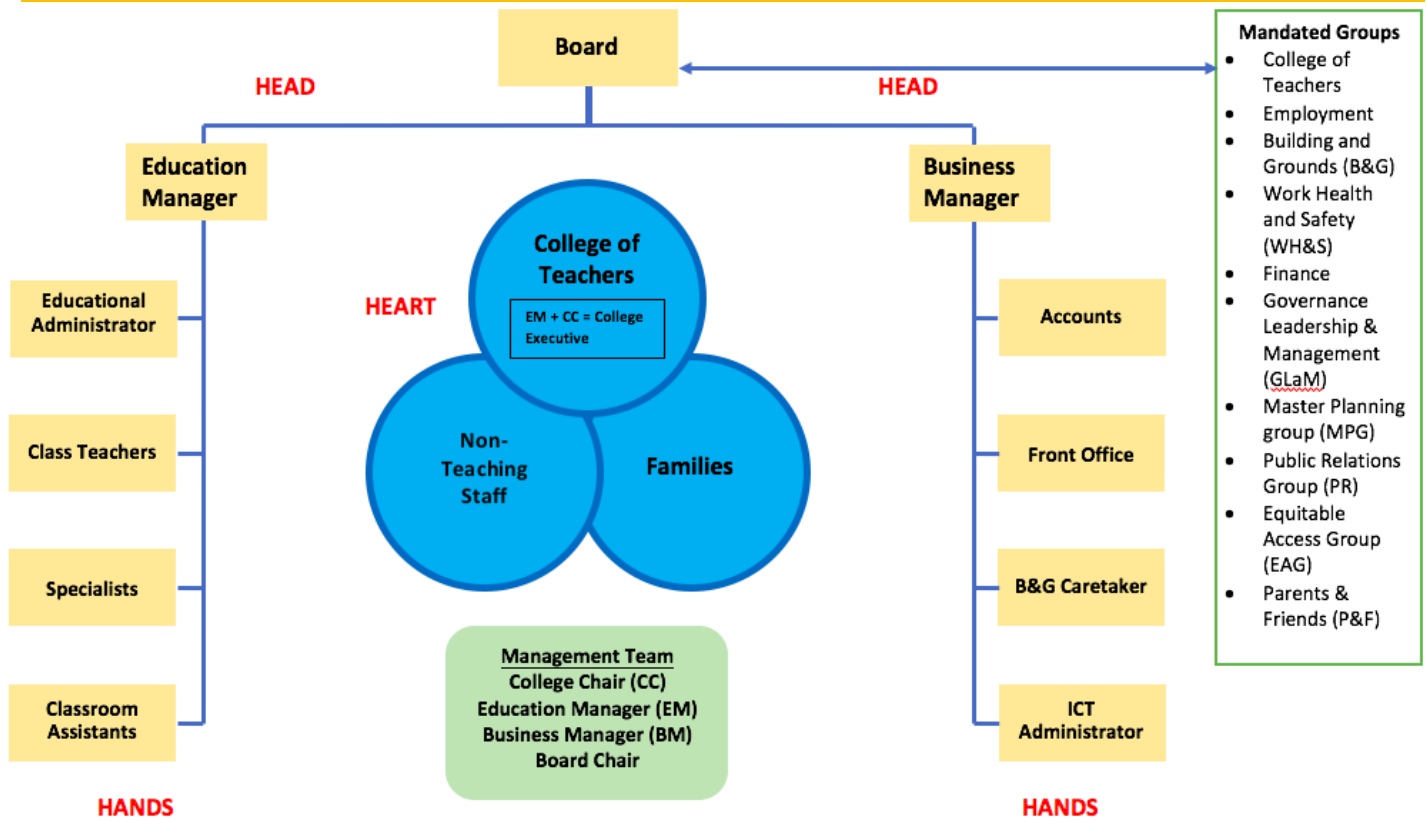 Board
HEAD
HEAD
Education
Manager
Business
Manager
College of
Teachers
EM + CC = College
Executive
HEART
Non-
Teaching
Staff
Families
Educational
Administrator
Class Teachers
Specialists
Classroom
Assistants
HANDS
Accounts
Front Office
B&G Caretaker
ICT
Administrator
HANDS
Management Team
College Chair (CC)
Education Manager (EM)
Business Manager (BM)
Board Chair
Mandated Groups
• College of
Teachers
• Employment
• Building and
Grounds (B&G)
• Work Health
and Safety
(WH&S)
• Finance
• Governance
Leadership &
Management
(GLaM)
• Master Planning
group (MPG)
• Public Relations
Group (PR)
• Equitable
Access Group
(EAG)
• Parents &
Friends (P&F)